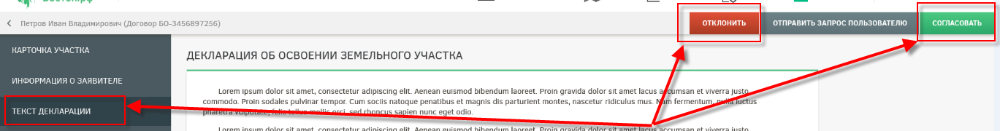 Петров Иван Владимирович (Договор БО-3456897256)
ОТКЛОНИТЬ
ОТПРАВИТЬ ЗАПРОС ПОЛЬЗОВАТЕЛЮ
СОГЛАСОВАТЬ
КАРТОЧКА УЧАСТКА
ИНФОРМАЦИЯ О ЗАЯВИТЕЛЕ
ТЕКСТ ДЕКЛАРАЦИИ
ДЕКЛАРАЦИЯ ОБ ОСВОЕНИИ ЗЕМЕЛЬНОГО УЧАСТКА
Lorem ipsum dolor sit amet, consectetur adipiscing elit. Aenean euismod bibendum laoreet. Proin gravida dolor sit amet lacus accumsan et viverra justo
commodo. Proin sodales pulvinar tempor. Cum sociis natoque penatibus et magnis dis parturient montes, nascetur ridiculus mus. Nam fermentum, nulla luctus
pharetra vulputate, felis tellus mollis orci, sed rhoncus sapien nunc eget odio.
Lorem ipsum dolor sit amet, consectetur adipiscing elit. Aenean euismod bibendum laoreet. Proin gravida dolor sit amet lacus accumsan et viverra justo